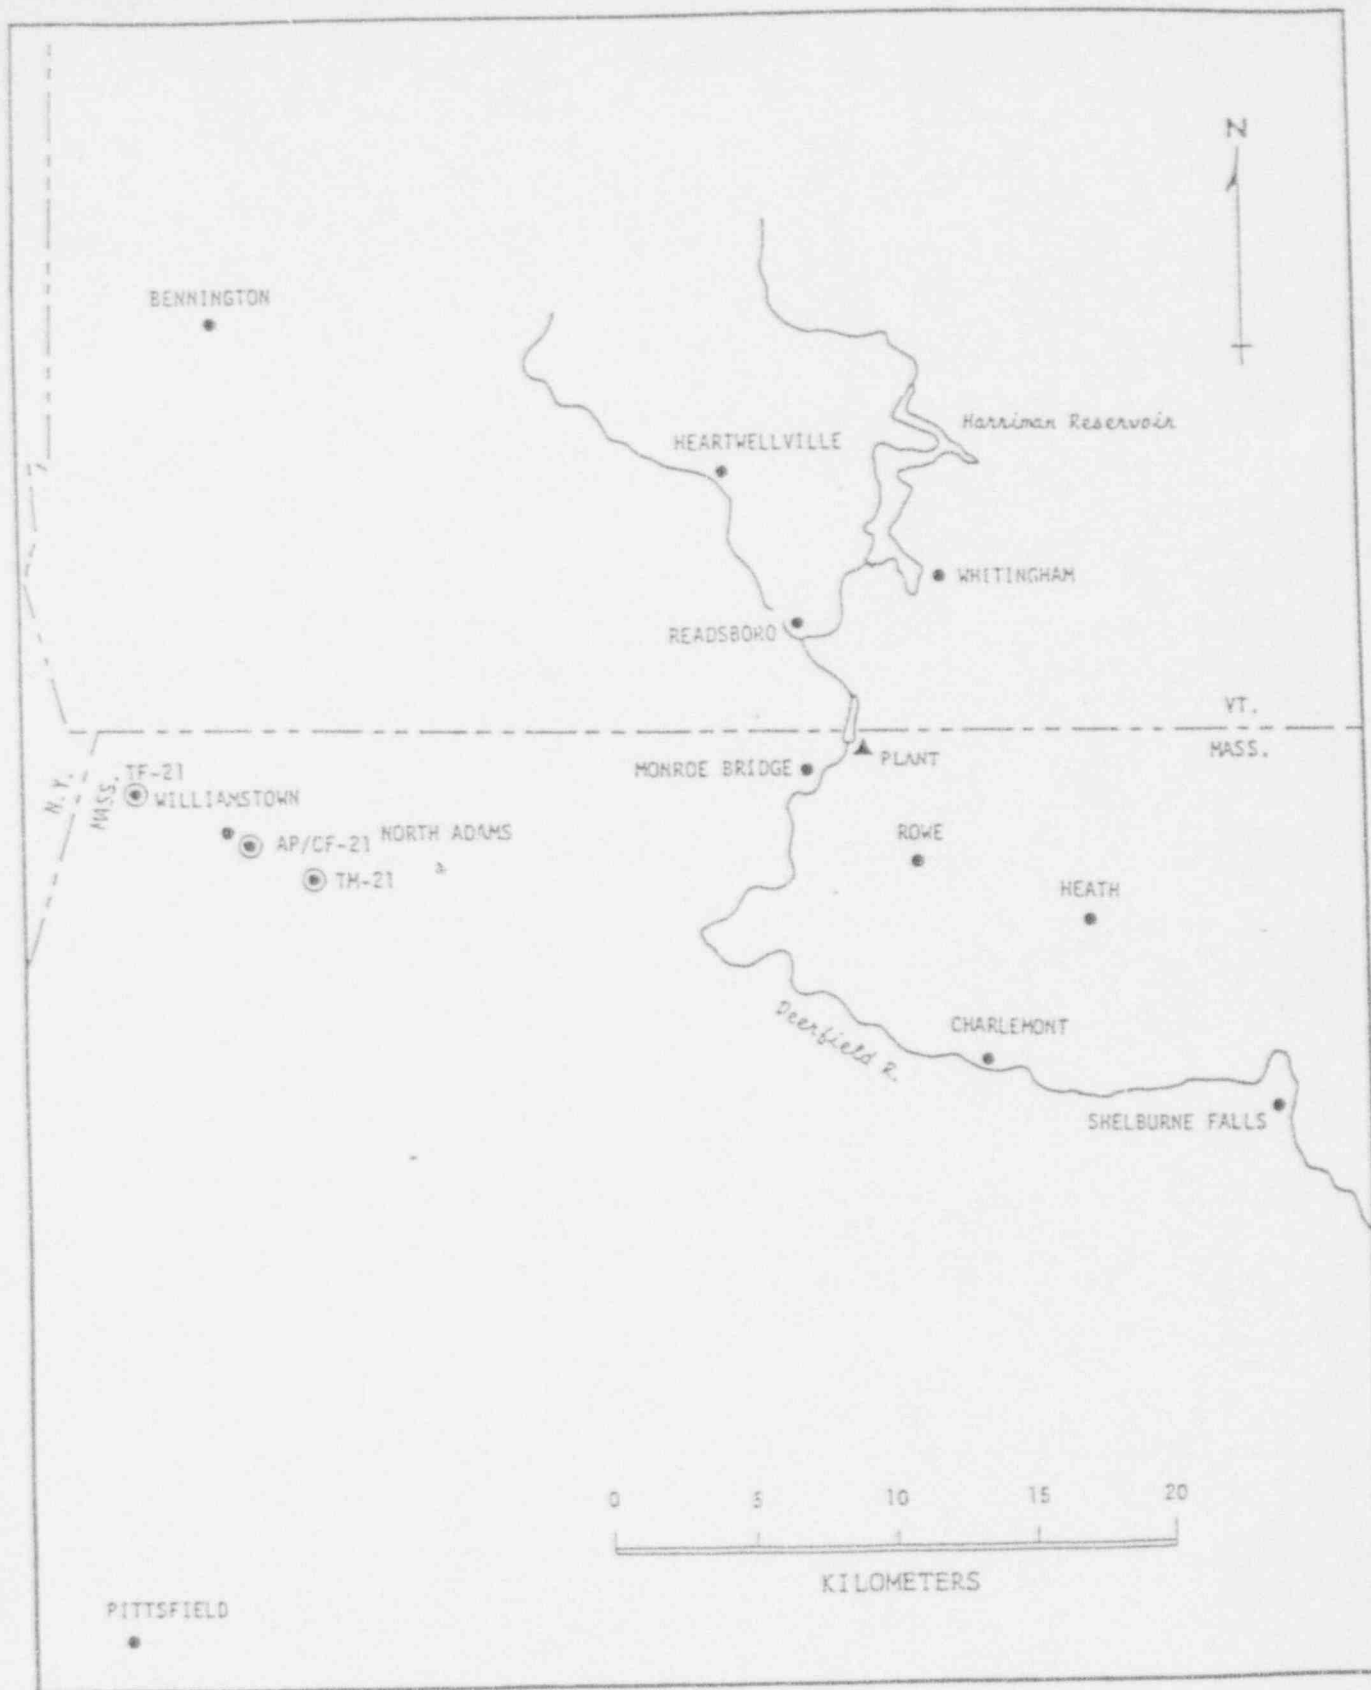 N
BENNINGTON
Harriman Reservoir
HEARTWELLVILLE
WHITINGHAM
READSBORO
VT.
MASS.
PLANT
MONROE BRIDGE
N.Y.
MASS.
TF-21
WILLIAMSTOWN
AP/CF-21
NORTH ADAMS
TM-21
ROWE
HEATH
Deerfield R.
CHARLEMONT
SHELBURNE FALLS
0 5 10 15 20
KILOMETERS
PITTSFIELD